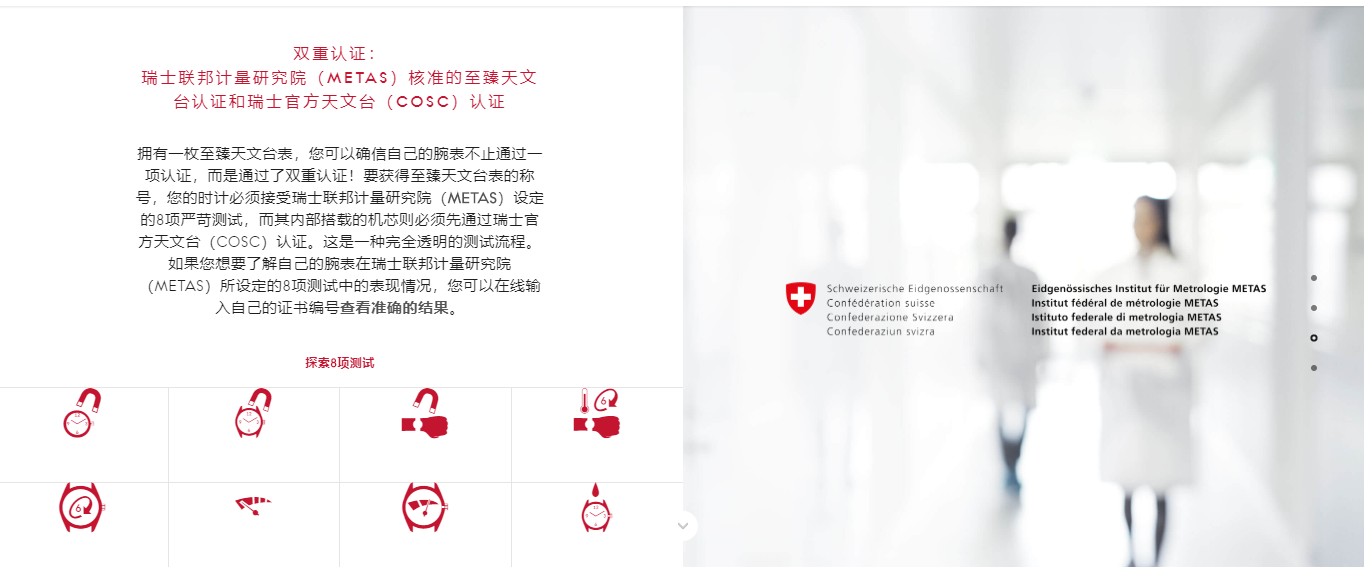 双重认证：
瑞士联邦计量研究院（METAS）核准的至臻天文
台认证和瑞士官方天文台（COSC）认证
拥有一枚至臻天文台表，您可以确信自己的腕表不止通过一
项认证，而是通过了双重认证！要获得至臻天文台表的称
号，您的时计必须接受瑞士联邦计量研究院（METAS）设定
的8项严苛测试，而其内部搭载的机芯则必须先通过瑞士官
方天文台（COSC）认证。这是一种完全透明的测试流程。
如果您想要了解自己的腕表在瑞士联邦计量研究院
（METAS）所设定的8项测试中的表现情况，您可以在线输
入自己的证书编号查看准确的结果。
探索8项测试
Schweizerische Eidgenossenschaft
Confédération suisse
Confederazione Svizzera
Confederaziun svizra
Eidgenössisches Institut für Metrologie METAS
Institut fédéral de métrologie METAS
Istituto federale di metrologia METAS
Institut federal da metrologia METAS